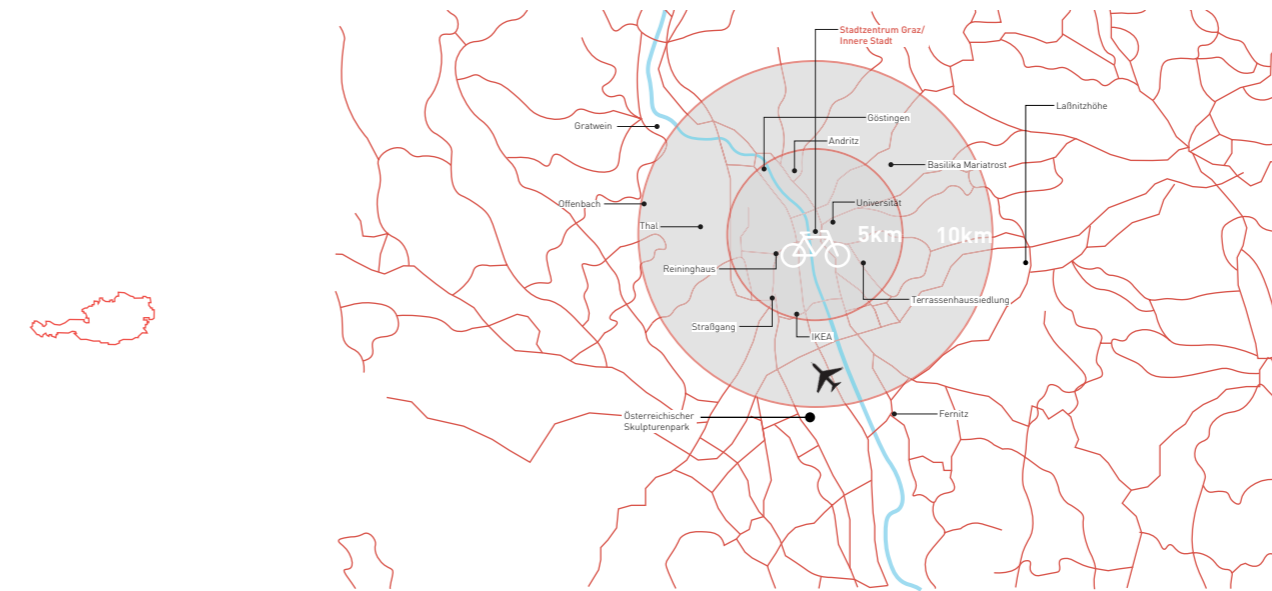 Stadtzentrum Graz/
Innere Stadt
Laßnitzhöhe
Göstingen
Gratwein
Andritz
Basilika Mariatrost
Offenbach
Universität
Thal
5km
10km
Reininghaus
Terrassenhaussiedlung
Straßgang
IKEA
Österreichischer
Skulpturenpark
Fernitz